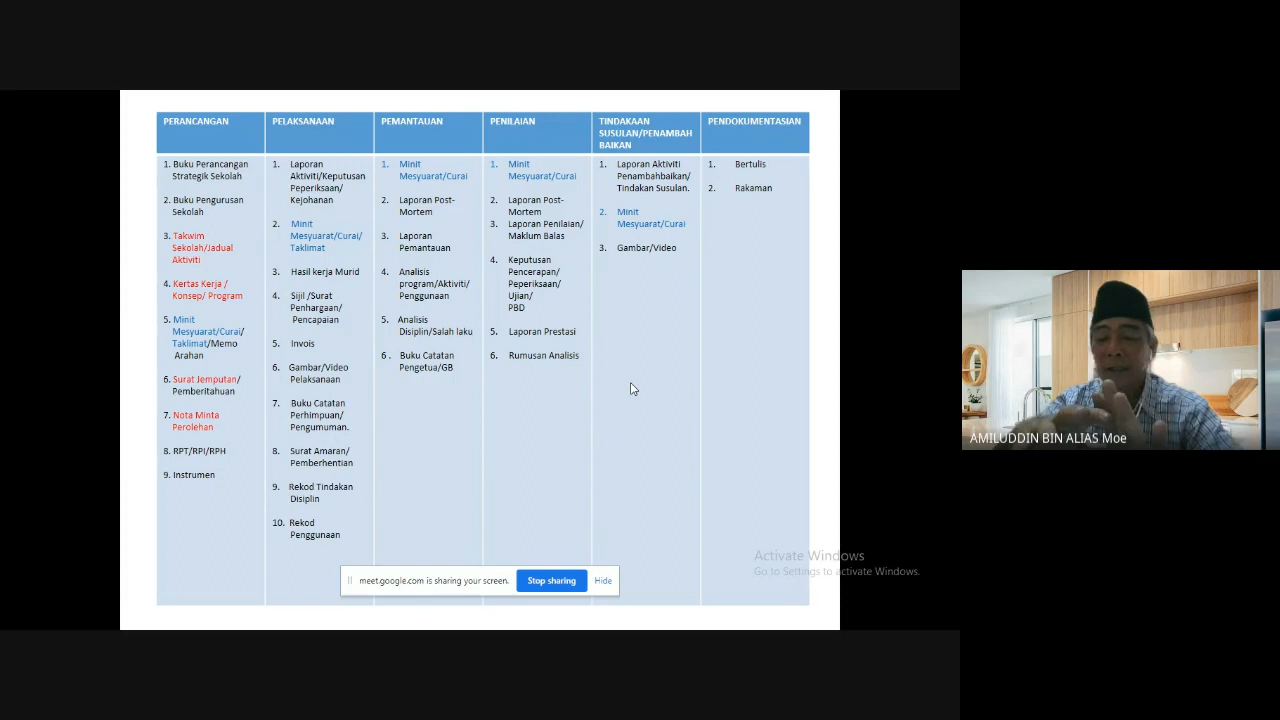 PERANCANGAN
1. Buku Perancangan
Strategik Sekolah
2. Buku Pengurusan
Sekolah
3. Takwim
Sekolah/Jadual
Aktiviti
4. Kertas Kerja /
Konsep/ Program
5. Minit
Mesyuarat/Curai/
Taklimat/Memo
Arahan
6. Surat Jemputan/
Pemberitahuan
7. Nota Minta
Perolehan
8. RPT/RPI/RPH
9. Instrumen
PELAKSANAAN
1. Laporan
Aktiviti/Keputusan
Peperiksaan/
Kejohanan
2. Minit
Mesyuarat/Curai/
Taklimat
3. Hasil kerja Murid
4. Sijil /Surat
Penhargaan/
Pencapaian
5. Invois
6. Gambar/Video
Pelaksanaan
7. Buku Catatan
Perhimpuan/
Pengumuman.
8. Surat Amaran/
Pemberhentian
9. Rekod Tindakan
Disiplin
10. Rekod
Penggunaan
PEMANTAUAN
1. Minit
Mesyuarat/Curai
2. Laporan Post-
Mortem
3. Laporan
Pemantauan
4. Analisis
program/Aktiviti/
Penggunaan
5. Analisis
Disiplin/Salah laku
6 . Buku Catatan
Pengetua/GB
PENILAIAN
1. Minit
Mesyuarat/Curai
2. Laporan Post-
Mortem
3. Laporan Penilaian/
Maklum Balas
4. Keputusan
Pencerapan/
Peperiksaan/
Ujian/
PBD
5. Laporan Prestasi
6. Rumusan Analisis
TINDAKAAN
SUSULAN/PENAMBAH
BAIKAN
1. Laporan Aktiviti
Penambahbaikan/
Tindakan Susulan.
2. Minit
Mesyuarat/Curai
3. Gambar/Video
PENDOKUMENTASIAN
1. Bertulis
2. Rakaman
meet.google.com is sharing your screen. Stop sharing Hide
Activate Windows
Go to Settings to activate Windows.
AMILUDDIN BIN ALIAS Moe